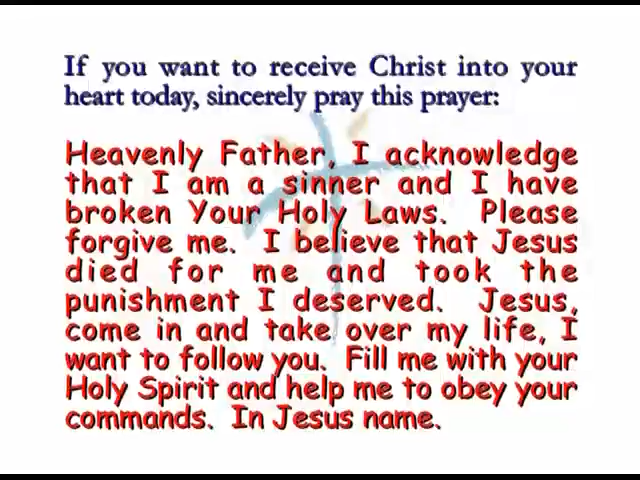 If you want to receive Christ into your
heart today, sincerely pray this prayer:
Heavenly Father, I acknowledge
that I am a sinner and I have
broken Your Holy Laws. Please
forgive me. I believe that Jesus
died for me and took the
punishment I deserved. Jesus,
come in and take over my life, I
want to follow you. Fill me with your
Holy Spirit and help me to obey your
commands. In Jesus name.